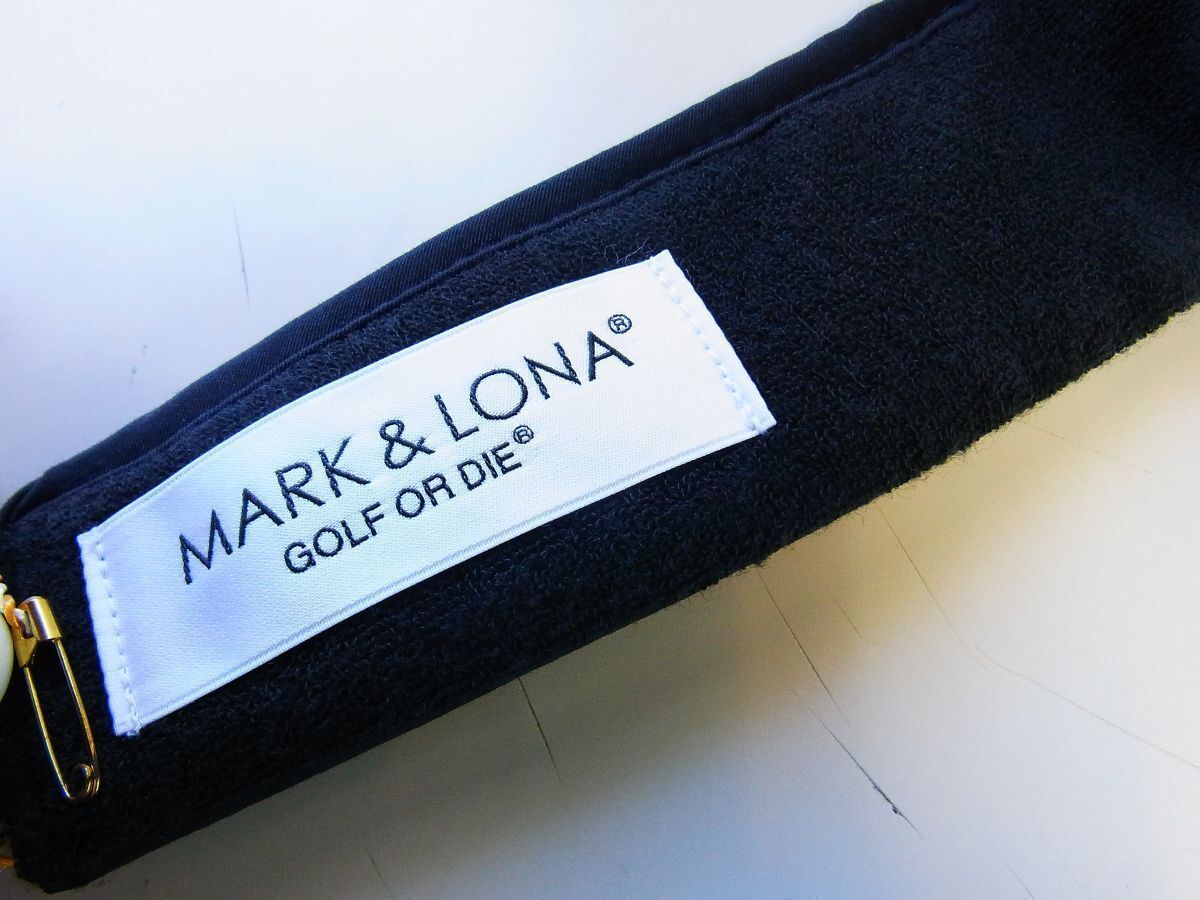 MARK & LONA®
GOLF OR DIE®